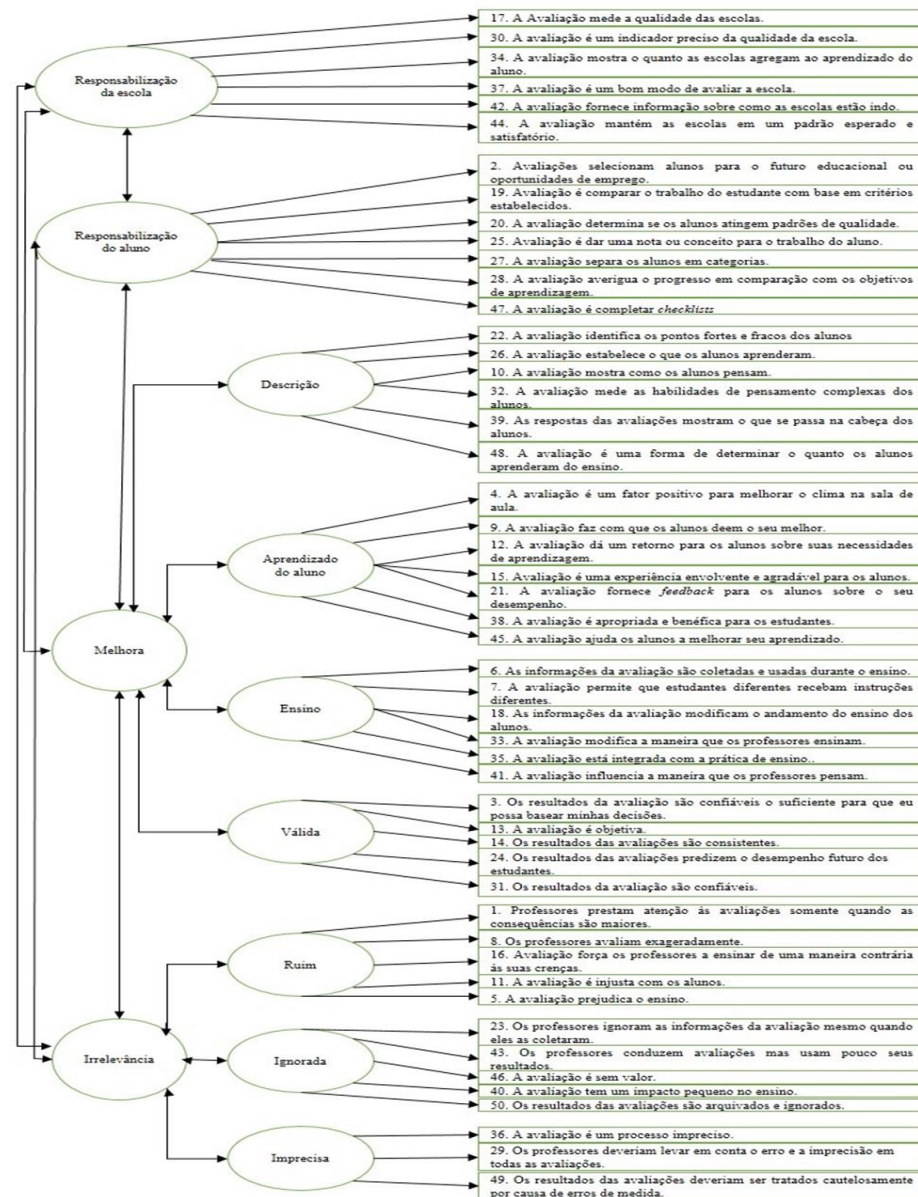 Responsabilização
da escola
17. A Avaliação mede a qualidade das escolas.
30. A avaliação é um indicador preciso da qualidade da escola.
34. A avaliação mostra o quanto as escolas agregam ao aprendizado do
aluno.
37. A avaliação é um bom modo de avaliar a escola.
42. A avaliação fornece informação sobre como as escolas estão indo.
44. A avaliação mantém as escolas em um padrão esperado e
satisfatório.
Responsabilização
do aluno
2. Avaliações selecionam alunos para o futuro educacional ou
oportunidades de emprego.
19. Avaliação é comparar o trabalho do estudante com base em critérios
estabelecidos.
20. A avaliação determina se os alunos atingem padrões de qualidade.
25. Avaliação é dar uma nota ou conceito para o trabalho do aluno.
27. A avaliação separa os alunos em categorias.
28. A avaliação averigua o progresso em comparação com os objetivos
de aprendizagem.
47. A avaliação é completar checklists
Descrição
22. A avaliação identifica os pontos fortes e fracos dos alunos
26. A avaliação estabelece o que os alunos aprenderam.
10. A avaliação mostra como os alunos pensam.
32. A avaliação mede as habilidades de pensamento complexas dos
alunos.
39. As respostas das avaliações mostram o que se passa na cabeça dos
alunos.
48. A avaliação é uma forma de determinar o quanto os alunos
aprenderam do ensino.
Aprendizado
do aluno
4. A avaliação é um fator positivo para melhorar o clima na sala de
aula.
9. A avaliação faz com que os alunos deem o seu melhor.
12. A avaliação dá um retorno para os alunos sobre suas necessidades
de aprendizagem.
15. Avaliação é uma experiência envolvente e agradável para os alunos.
21. A avaliação fornece feedback para os alunos sobre o seu
desempenho.
38. A avaliação é apropriada e benéfica para os estudantes.
45. A avaliação ajuda os alunos a melhorar seu aprendizado.
Melhora
Ensino
6. As informações da avaliação são coletadas e usadas durante o ensino.
7. A avaliação permite que estudantes diferentes recebam instruções
diferentes.
18. As informações da avaliação modificam o andamento do ensino dos
alunos.
33. A avaliação modifica a maneira que os professores ensinam.
35. A avaliação está integrada com a prática de ensino..
41. A avaliação influencia a maneira que os professores pensam.
Válida
3. Os resultados da avaliação são confiáveis o suficiente para que eu
possa basear minhas decisões.
13. A avaliação é objetiva.
14. Os resultados das avaliações são consistentes.
24. Os resultados das avaliações predizem o desempenho futuro dos
estudantes.
31. Os resultados da avaliação são confiáveis.
Ruim
1. Professores prestam atenção às avaliações somente quando as
consequências são maiores.
8. Os professores avaliam exageradamente.
16. Avaliação força os professores a ensinar de uma maneira contrária
às suas crenças.
11. A avaliação é injusta com os alunos.
5. A avaliação prejudica o ensino.
Irrelevância
Ignorada
23. Os professores ignoram as informações da avaliação mesmo quando
eles as coletaram.
43. Os professores conduzem avaliações mas usam pouco seus
resultados.
46. A avaliação é sem valor.
40. A avaliação tem um impacto pequeno no ensino.
50. Os resultados das avaliações são arquivados e ignorados.
Imprecisa
36. A avaliação é um processo impreciso.
29. Os professores deveriam levar em conta o erro e a imprecisão em
todas as avaliações.
49. Os resultados das avaliações deveriam ser tratados cautelosamente
por causa de erros de medida.